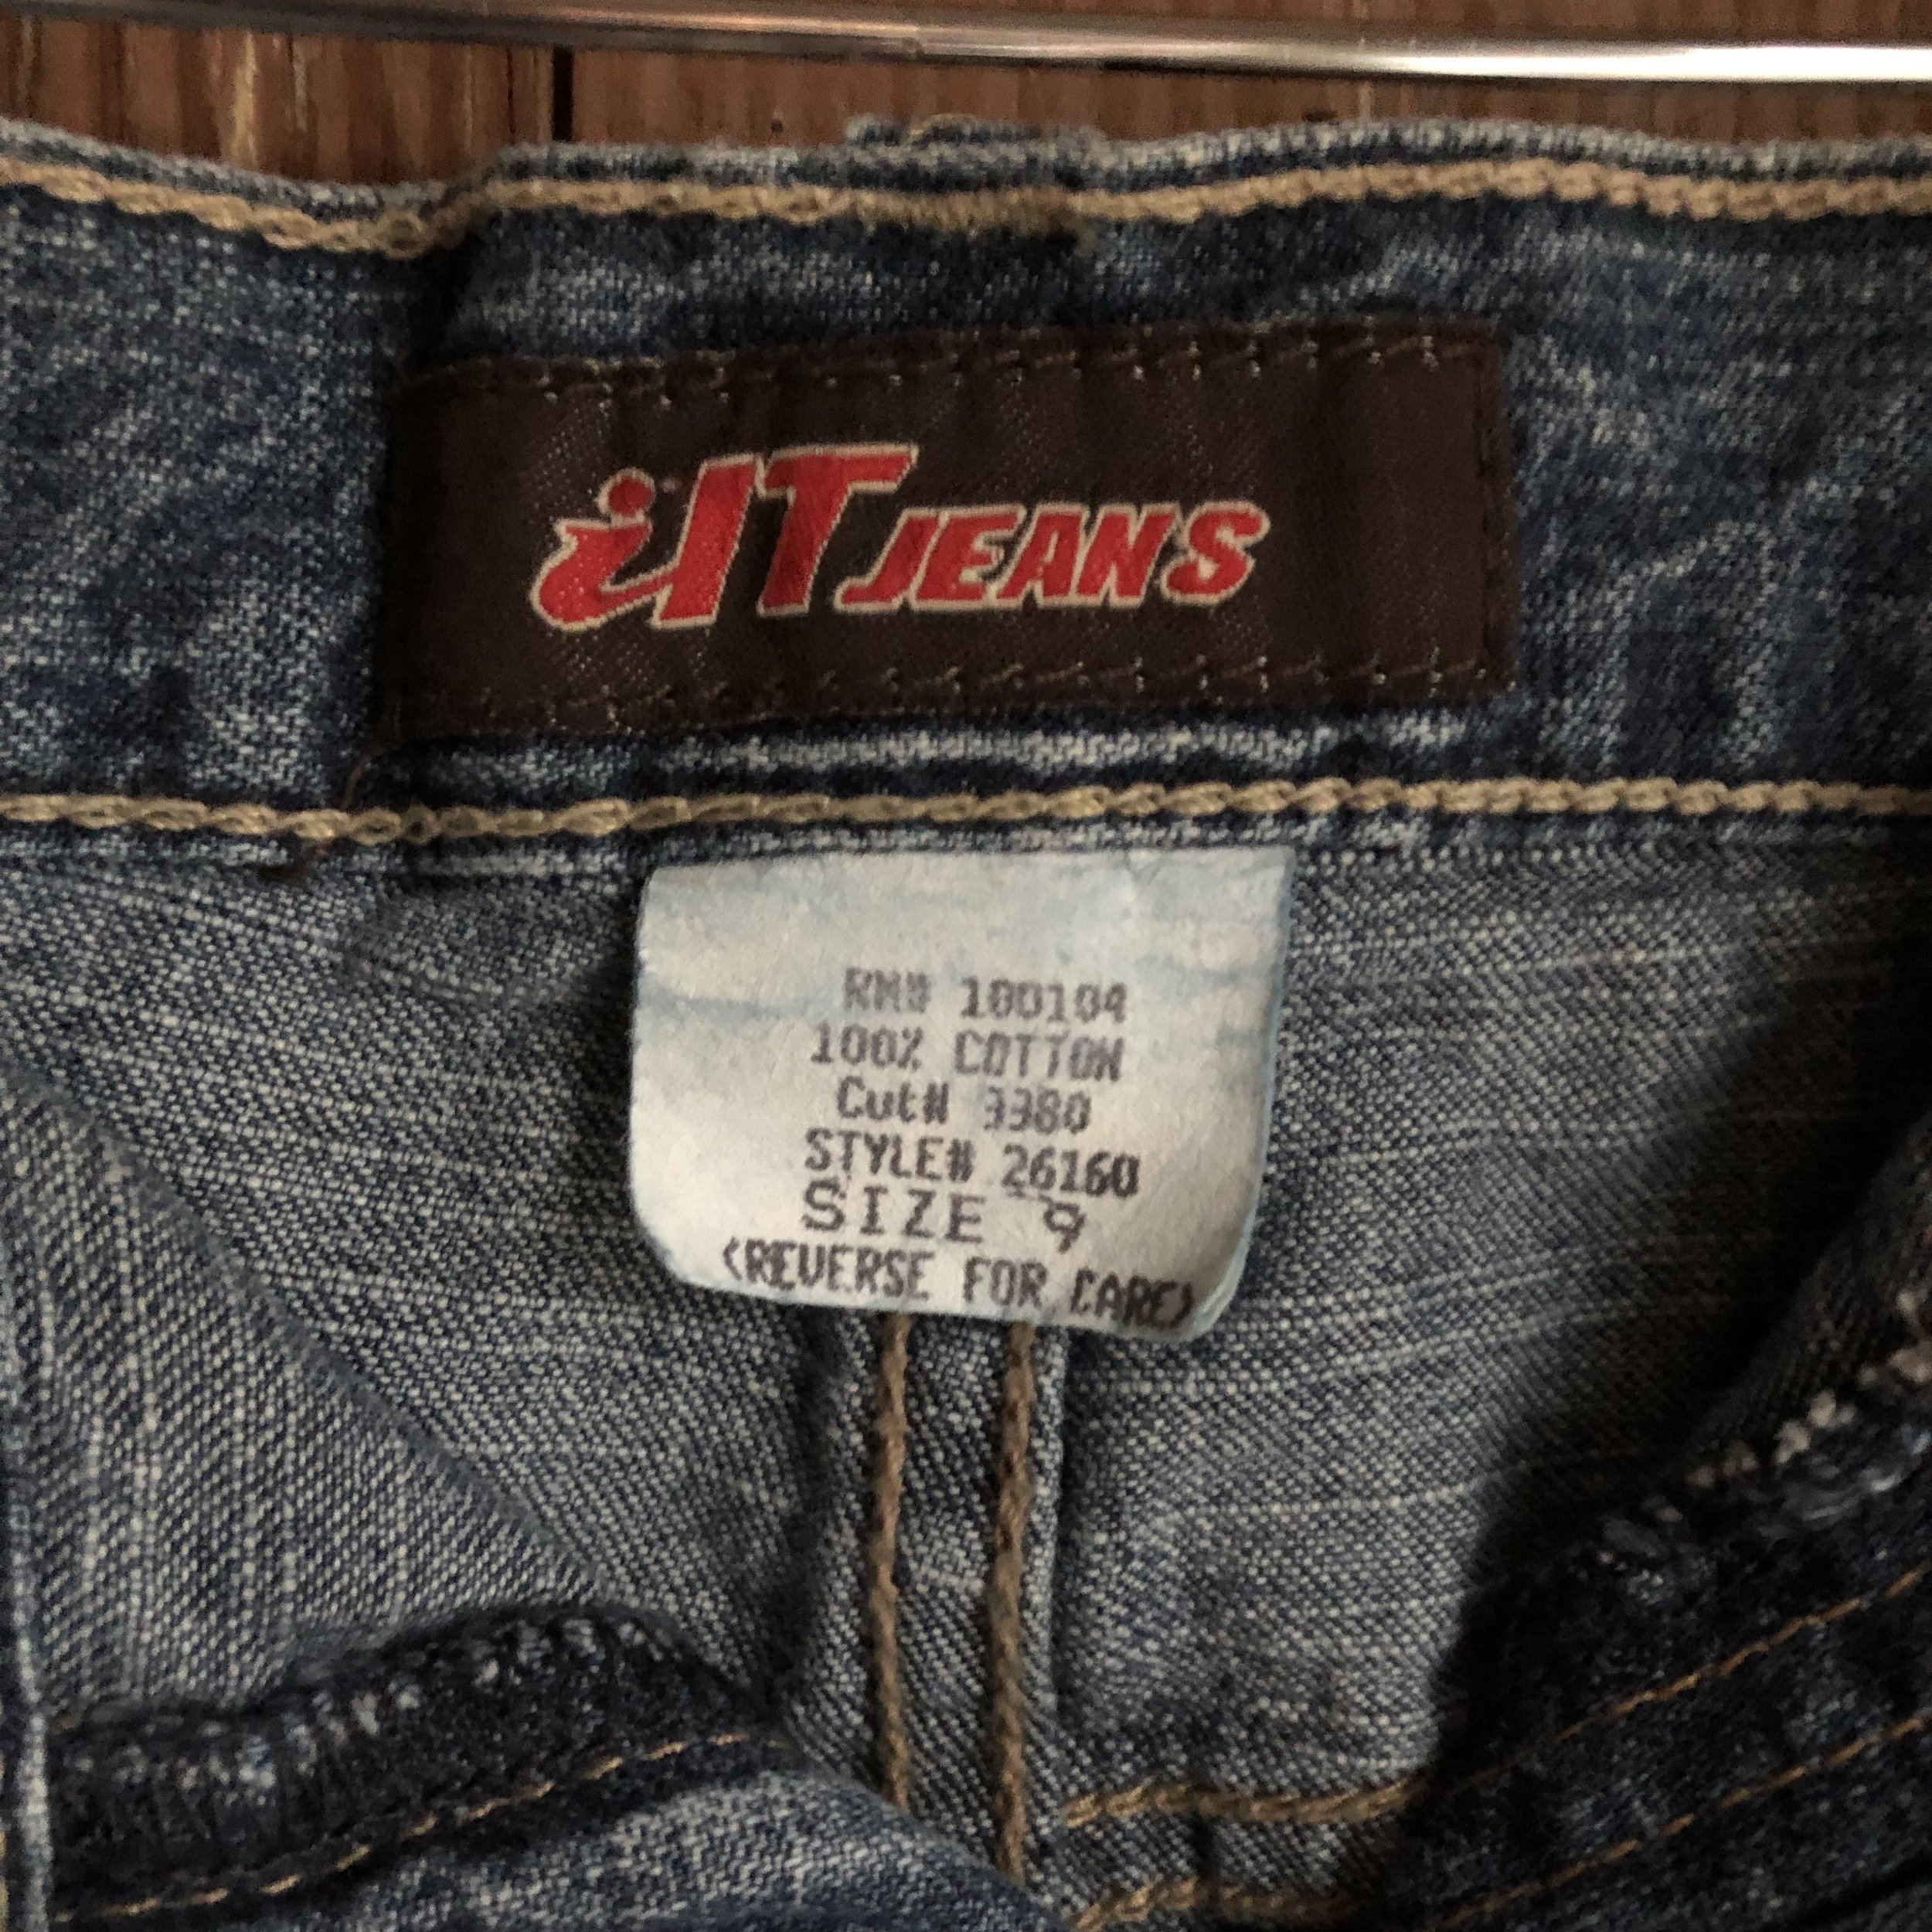 JEANS
RN# 100104
100% COTTON
Cut# 3380
STYLE# 26160
SIZE 9
(REVERSE FOR CARE)